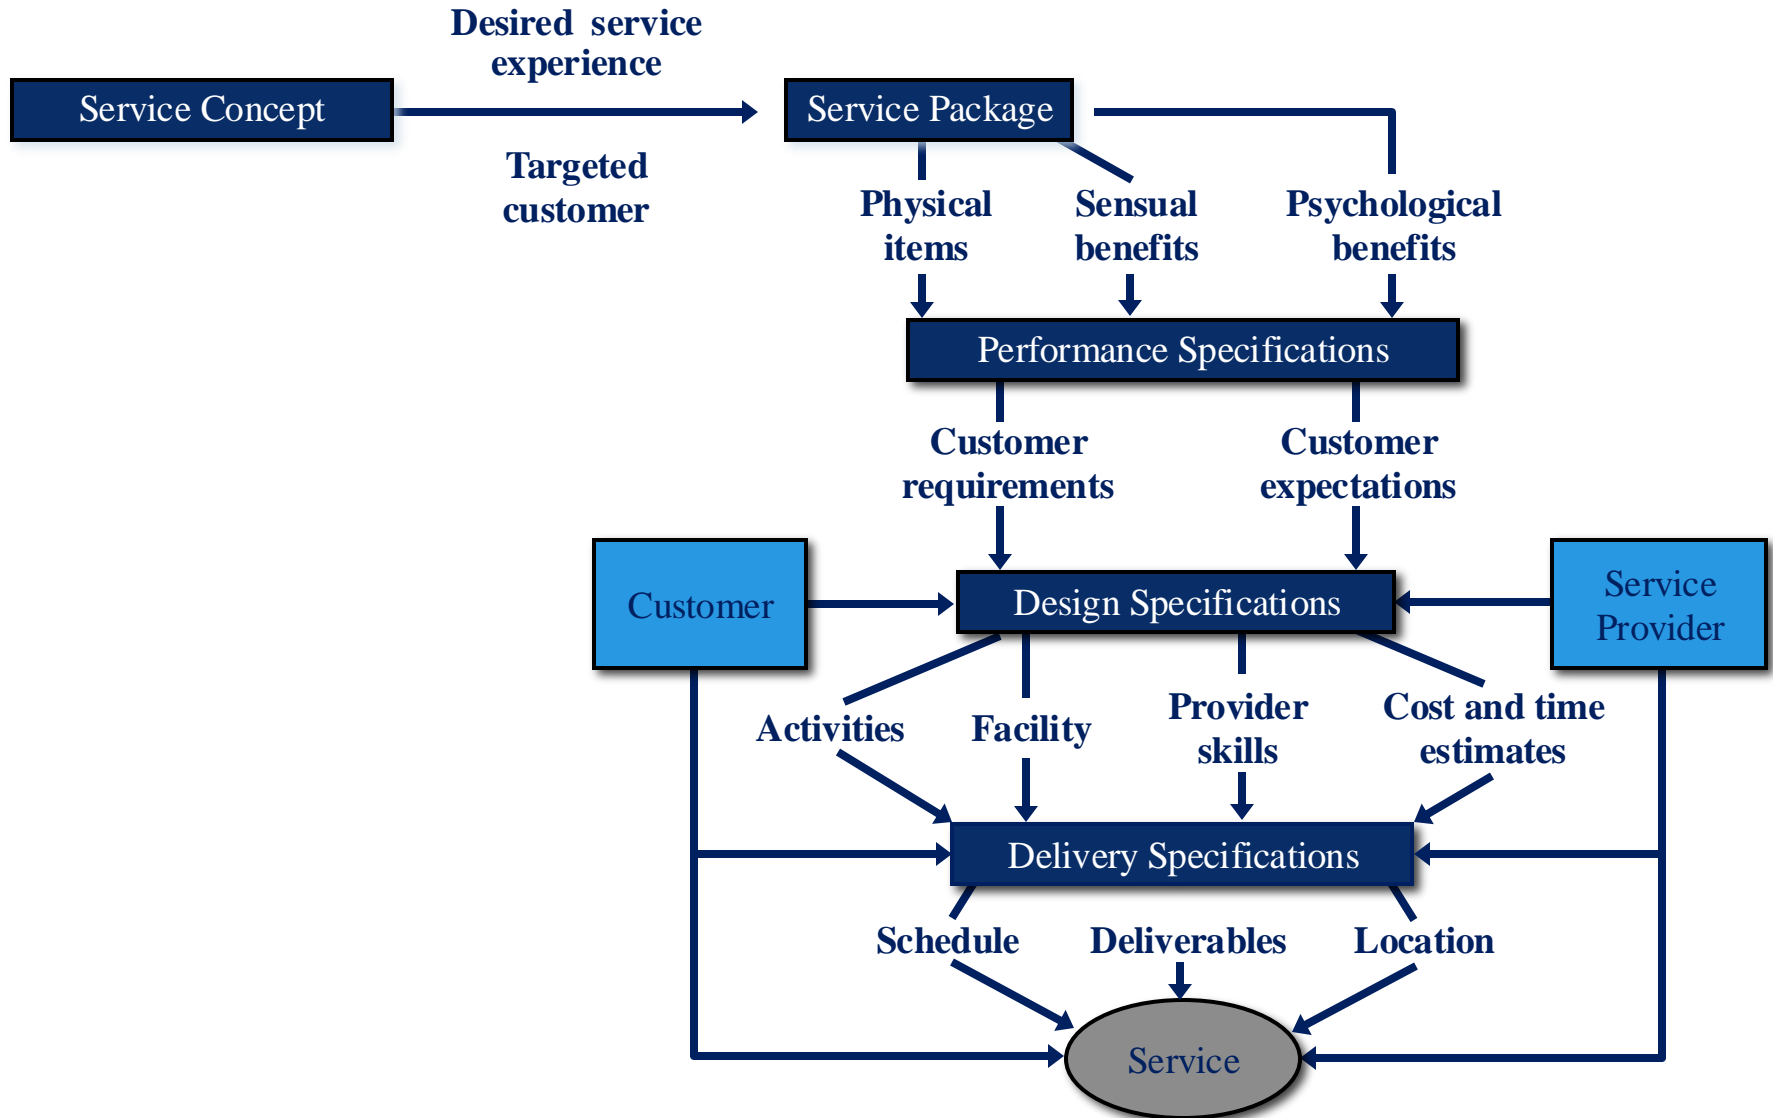 Desired service
experience
Service Concept
Service Package
Targeted
customer
Physical
items
Sensual
benefits
Psychological
benefits
Performance Specifications
Customer
requirements
Customer
expectations
Customer
Design Specifications
Service
Provider
Activities
Facility
Provider
skills
Cost and time
estimates
Delivery Specifications
Schedule
Deliverables
Location
Service